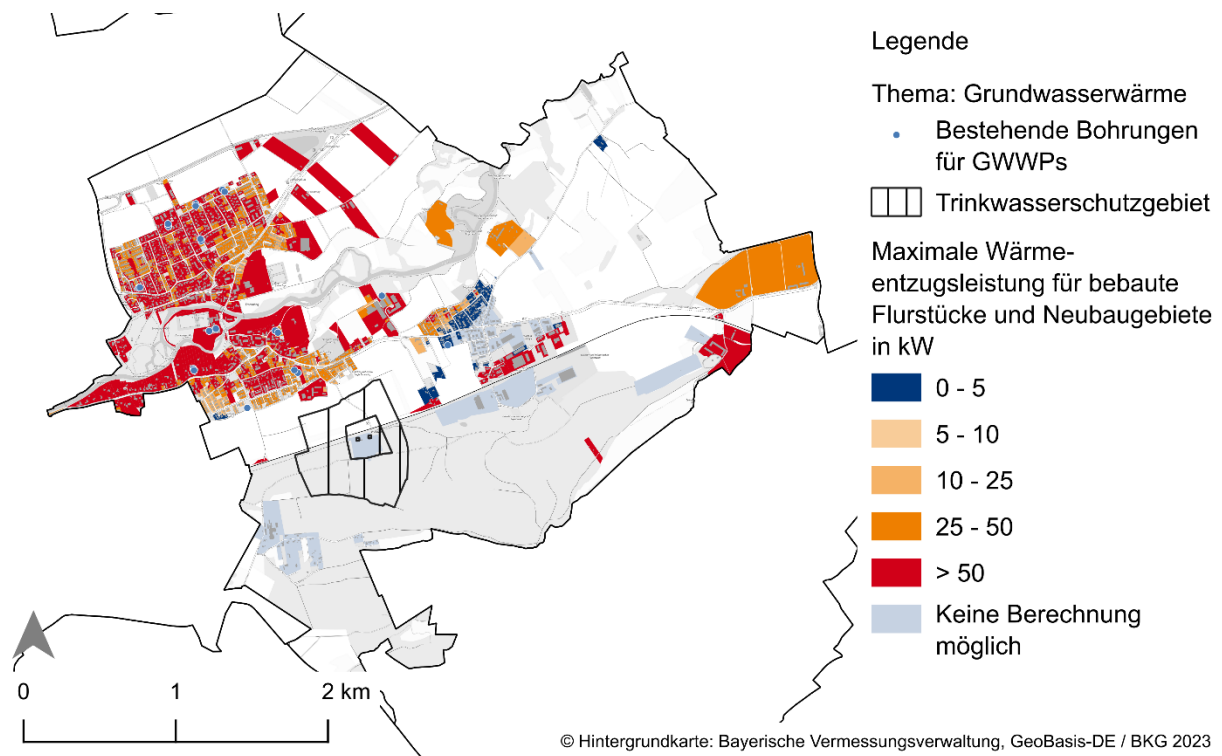 Legende
Thema: Grundwasserwärme
Bestehende Bohrungen
für GWWPs
Trinkwasserschutzgebiet
Maximale Wärme-
entzugsleistung für bebaute
Flurstücke und Neubaugebiete
in kW
0 - 5
5 - 10
10 - 25
25 - 50
> 50
Keine Berechnung
möglich
0 1 2 km
© Hintergrundkarte: Bayerische Vermessungsverwaltung, GeoBasis-DE / BKG 2023